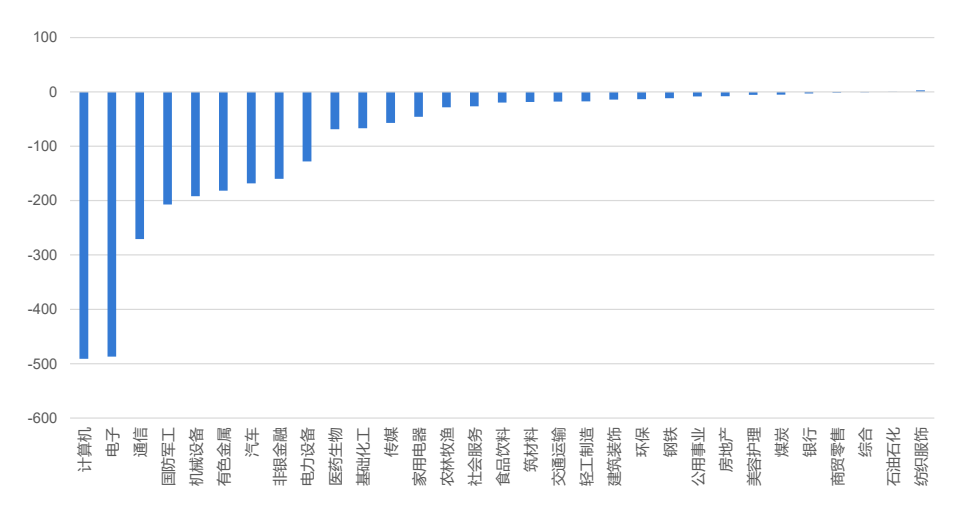 100
0
-100
-200
-300
-400
-500
-600
计算机
电子
通信
国防军工
机械设备
有色金属
汽车
非银金融
电力设备
医药生物
基础化工
传媒
家用电器
农林牧渔
社会服务
食品饮料
筑材料
交通运输
轻工制造
建筑装饰
环保
钢铁
公用事业
房地产
美容护理
煤炭
银行
商贸零售
综合
石油石化
纺织服饰